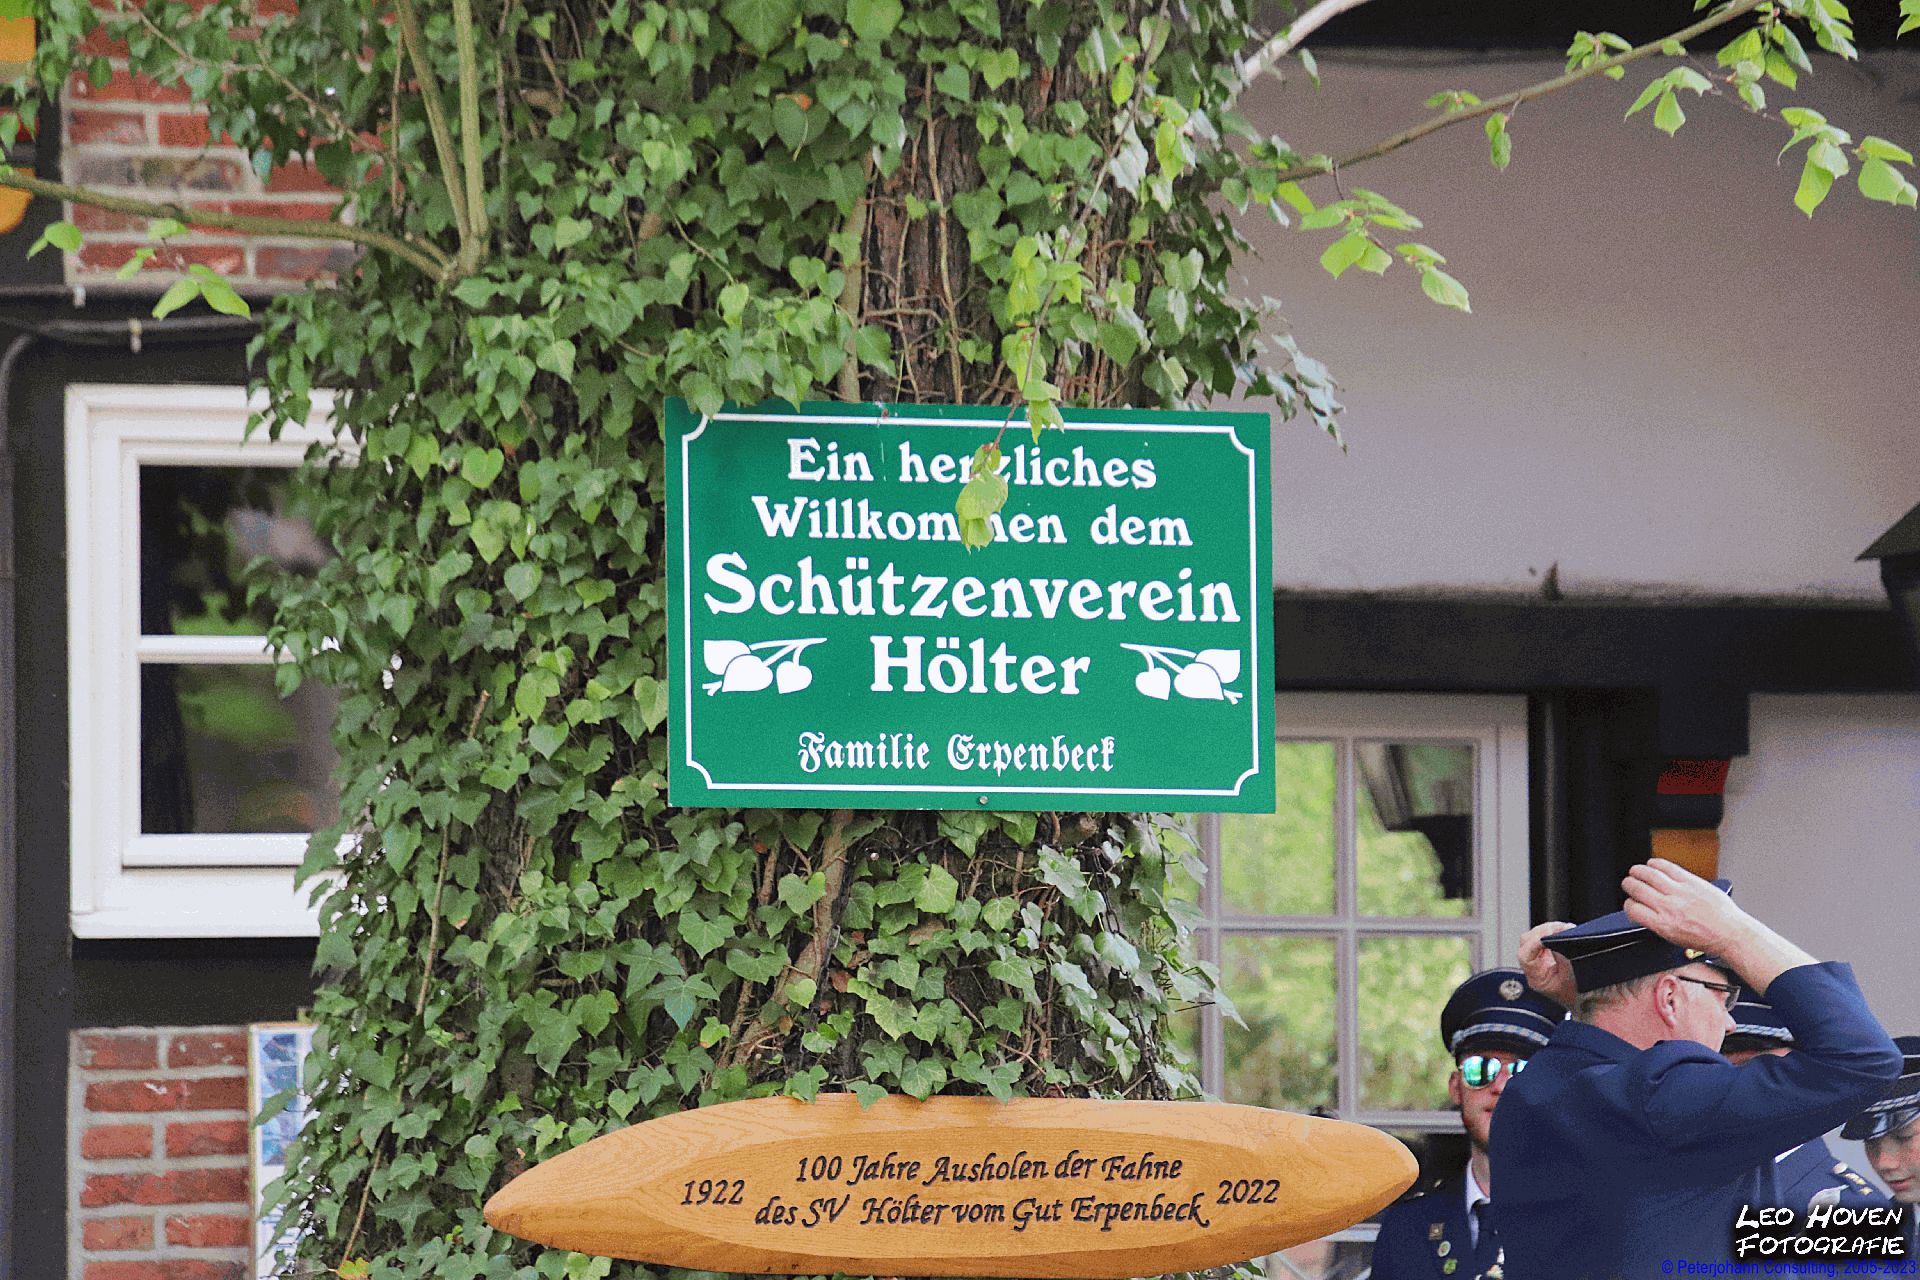 Ein herzliches
Willkommen dem
Schützenverein
Hölter
Familie Erpenbeck
1922 100 Jahre Ausholen der Fahne 2022
des SV Hölter vom Gut Erpenbeck
Leo Hoven
Fotografie
© Peterjohann Consulting, 2005-2023